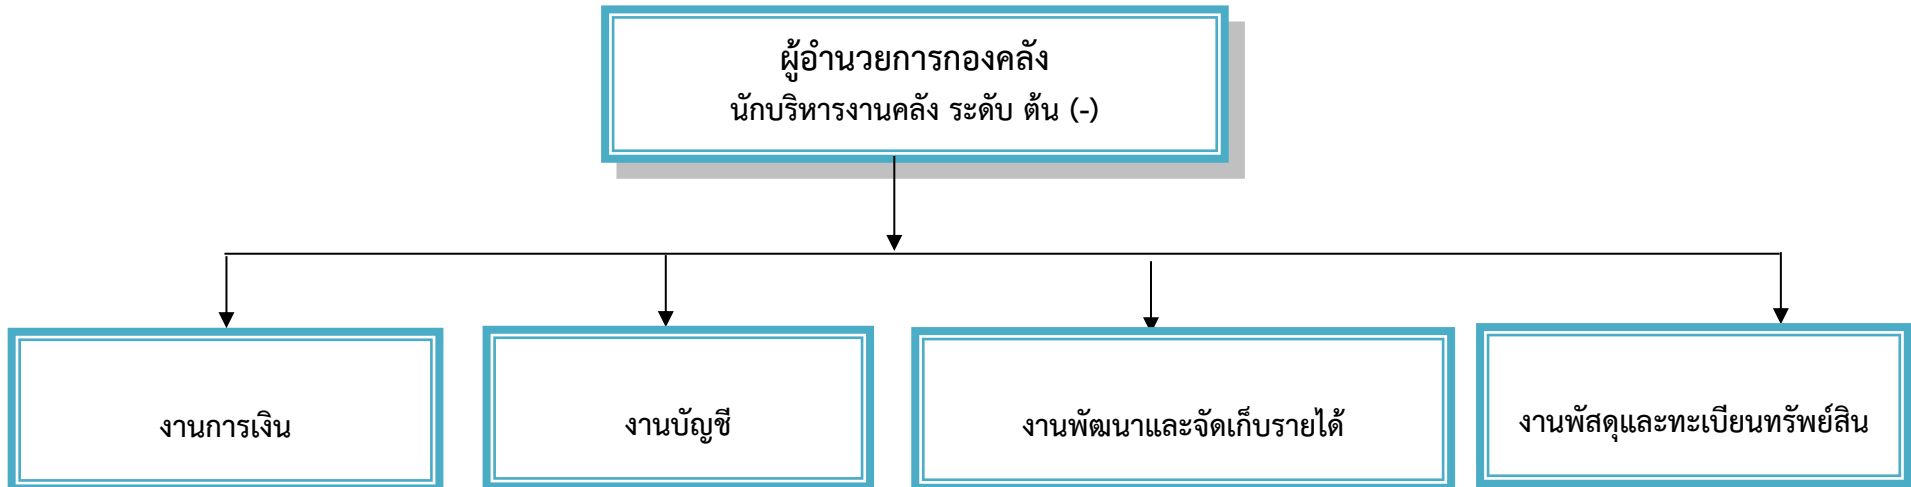 ผู้อำนวยการกองคลัง
นักบริหารงานคลัง ระดับ ต้น (-)
งานการเงิน
งานบัญชี
งานพัฒนาและจัดเก็บรายได้
งานพัสดุและทะเบียนทรัพย์สิน